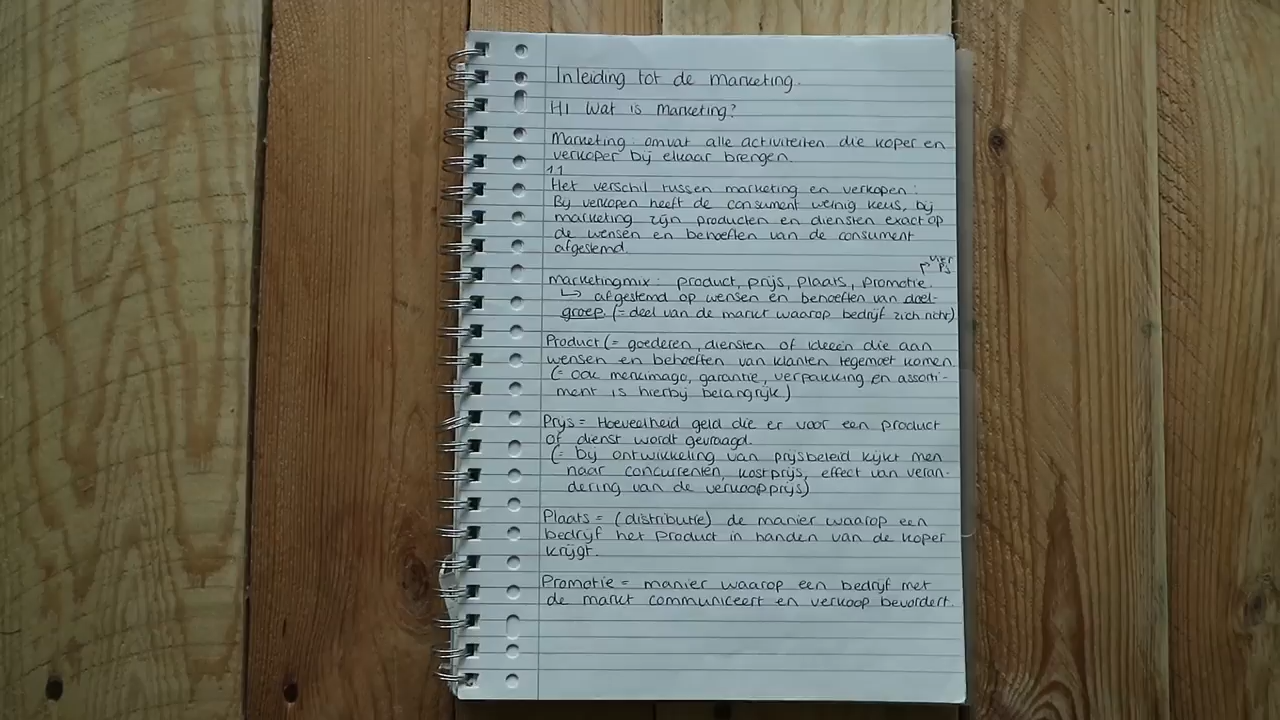 Inleiding tot de marketing.
H1 Wat is marketing?
Marketing: omvat alle activiteiten die koper en
verkoper bij elkaar brengen.
1.1
Het verschil tussen marketing en verkopen:
Bij verkopen heeft de consument weinig keus, bij
marketing zijn producten en diensten exact op
de wensen en behoeften van de consument
afgestemd.
vier
P's
marketingmix: product, prijs, plaats, promotie.
↳ afgestemd op wensen en behoeften van doel-
groep. (= deel van de markt waarop bedrijf zich richt)
Product (= goederen, diensten of ideeën die aan
wensen en behoeften van klanten tegemoet komen
(= ook merkimago, garantie, verpakking en assorti-
ment is hierbij belangrijk)
Prijs = Hoeveelheid geld die er voor een product
of dienst wordt gevraagd.
(= bij ontwikkeling van prijsbeleid kijkt men
naar concurrenten, kostprijs, effect van veran-
dering van de verkoopprijs)
Plaats = (distributie) de manier waarop een
bedrijf het product in handen van de koper
krijgt.
Promotie = manier waarop een bedrijf met
de markt communiceert en verkoop bevordert.